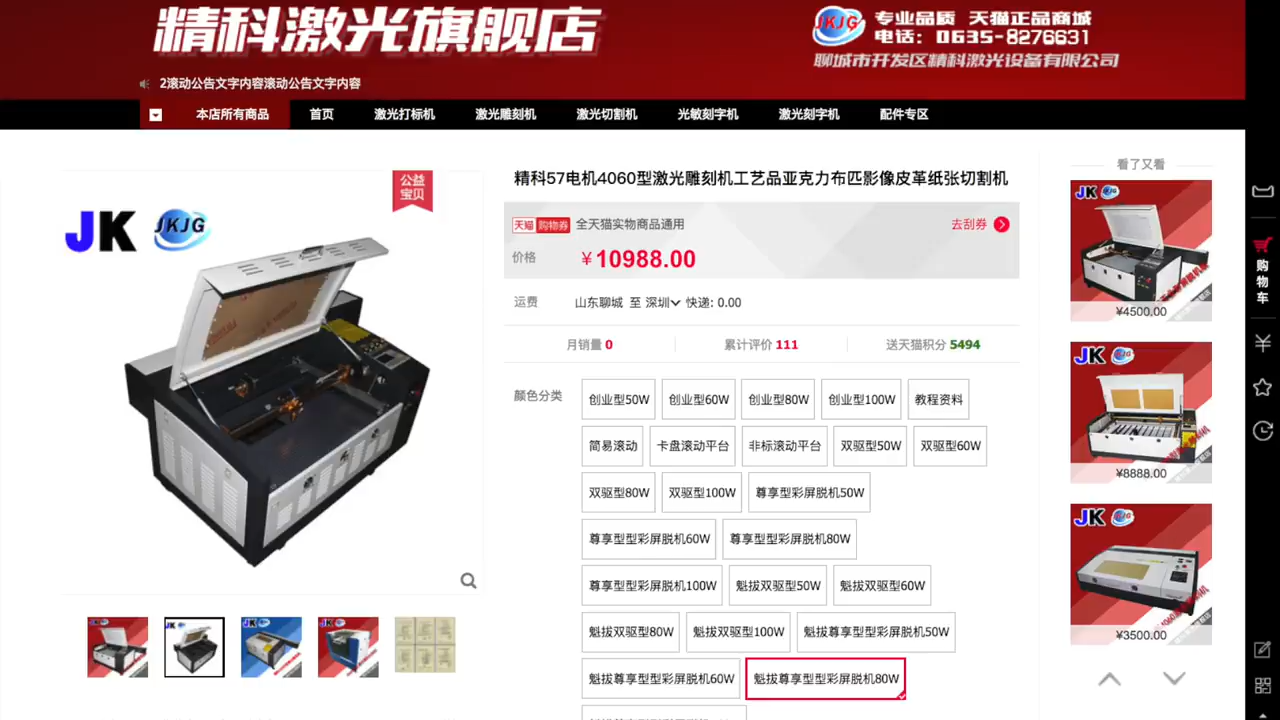 精科激光旗舰店
JKJG
专业品质 天猫正品商城
电话：0635-8276631
聊城市开发区精科激光设备有限公司
2滚动公告文字内容滚动公告文字内容
本店所有商品 首页 激光打标机 激光雕刻机 激光切割机 光敏刻字机 激光刻字机 配件专区
公益
宝贝
JK JKJG
精科57电机4060型激光雕刻机工艺品亚克力布匹影像皮革纸张切割机
天猫 购物券 全天猫实物商品通用 去刮券
价格 ¥10988.00
运费 山东聊城 至 深圳 快递: 0.00
月销量 0 累计评价 111 送天猫积分 5494
颜色分类 创业型50W 创业型60W 创业型80W 创业型100W 教程资料
简易滚动 卡盘滚动平台 非标滚动平台 双驱型50W 双驱型60W
双驱型80W 双驱型100W 尊享型彩屏脱机50W
尊享型型彩屏脱机60W 尊享型型彩屏脱机80W
尊享型型彩屏脱机100W 魁拔双驱型50W 魁拔双驱型60W
魁拔双驱型80W 魁拔双驱型100W 魁拔尊享型型彩屏脱机50W
魁拔尊享型型彩屏脱机60W 魁拔尊享型型彩屏脱机80W
看了又看
JK
¥4500.00
JK
¥8888.00
JK
¥3500.00
购物车